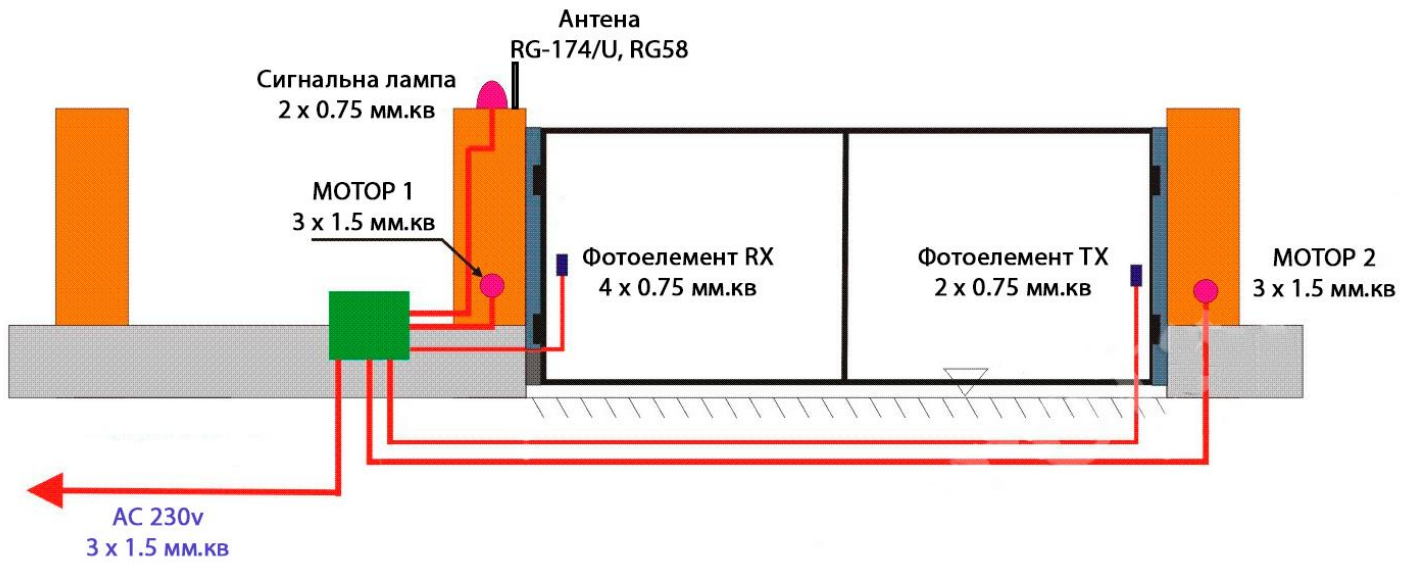 Антена
RG-174/U, RG58
Сигнальна лампа
2 x 0.75 мм.кв
МОТОР 1
3 x 1.5 мм.кв
Фотоелемент RX
4 x 0.75 мм.кв
Фотоелемент TX
2 x 0.75 мм.кв
МОТОР 2
3 x 1.5 мм.кв
AC 230v
3 x 1.5 мм.кв